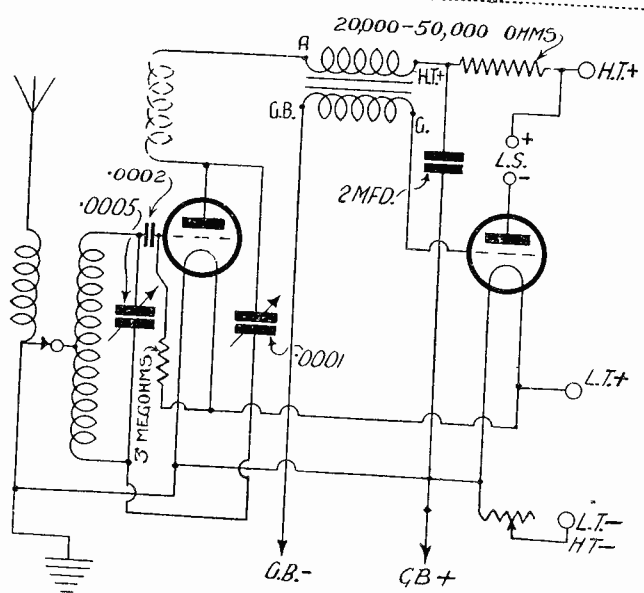 20,000-50,000 OHMS
A
H.T.+
H.T.+
G.B.
G.
+
L.S.
-
.0002
.0005
2 MFD.
.0001
3 MEGOHMS
L.T.+
L.T.-
H T-
G.B.-
G B +